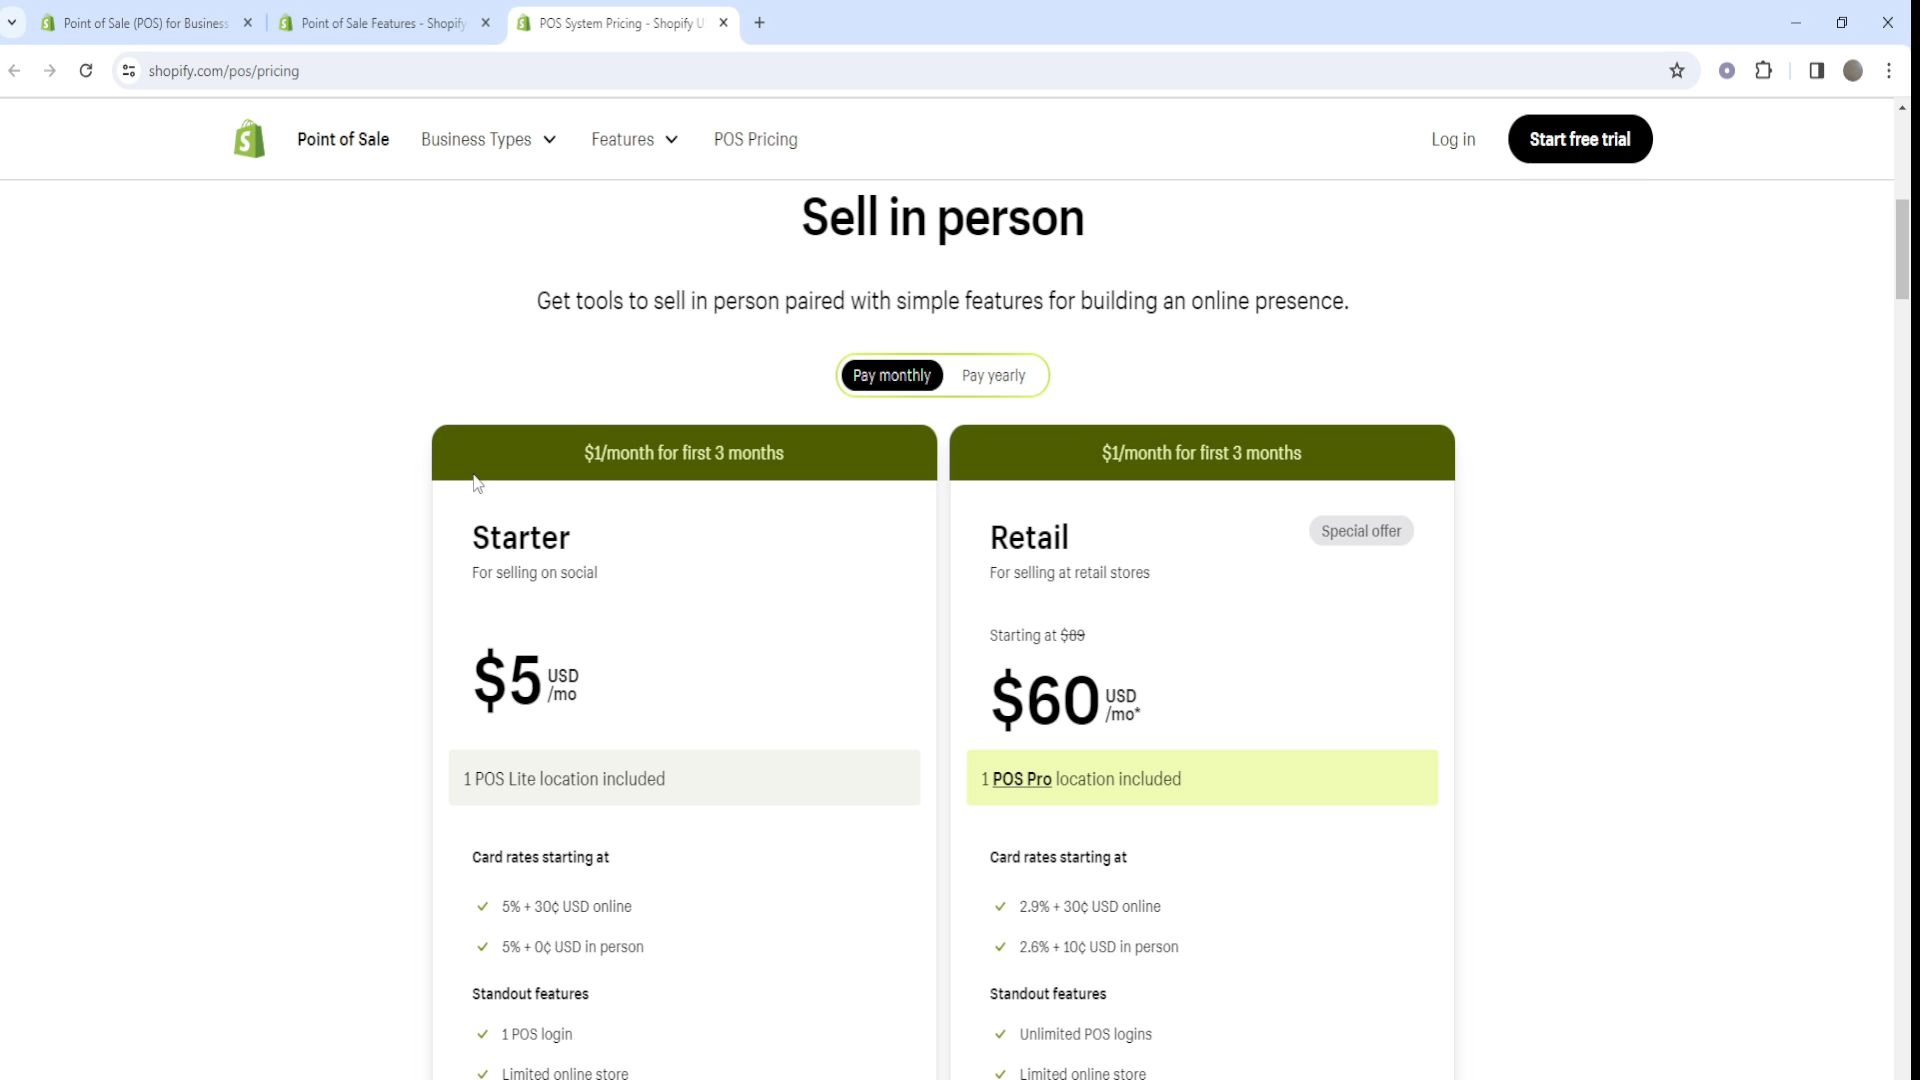 Point of Sale (POS) for Business
Point of Sale Features - Shopify
POS System Pricing - Shopify U
shopify.com/pos/pricing
Point of Sale
Business Types
Features
POS Pricing
Log in
Start free trial
Sell in person
Get tools to sell in person paired with simple features for building an online presence.
Pay monthly
Pay yearly
$1/month for first 3 months
Starter
For selling on social
$5 USD /mo
1 POS Lite location included
Card rates starting at
5% + 30¢ USD online
5% + 0¢ USD in person
Standout features
1 POS login
Limited online store
$1/month for first 3 months
Retail
Special offer
For selling at retail stores
Starting at $89
$60 USD /mo*
1 POS Pro location included
Card rates starting at
2.9% + 30¢ USD online
2.6% + 10¢ USD in person
Standout features
Unlimited POS logins
Limited online store